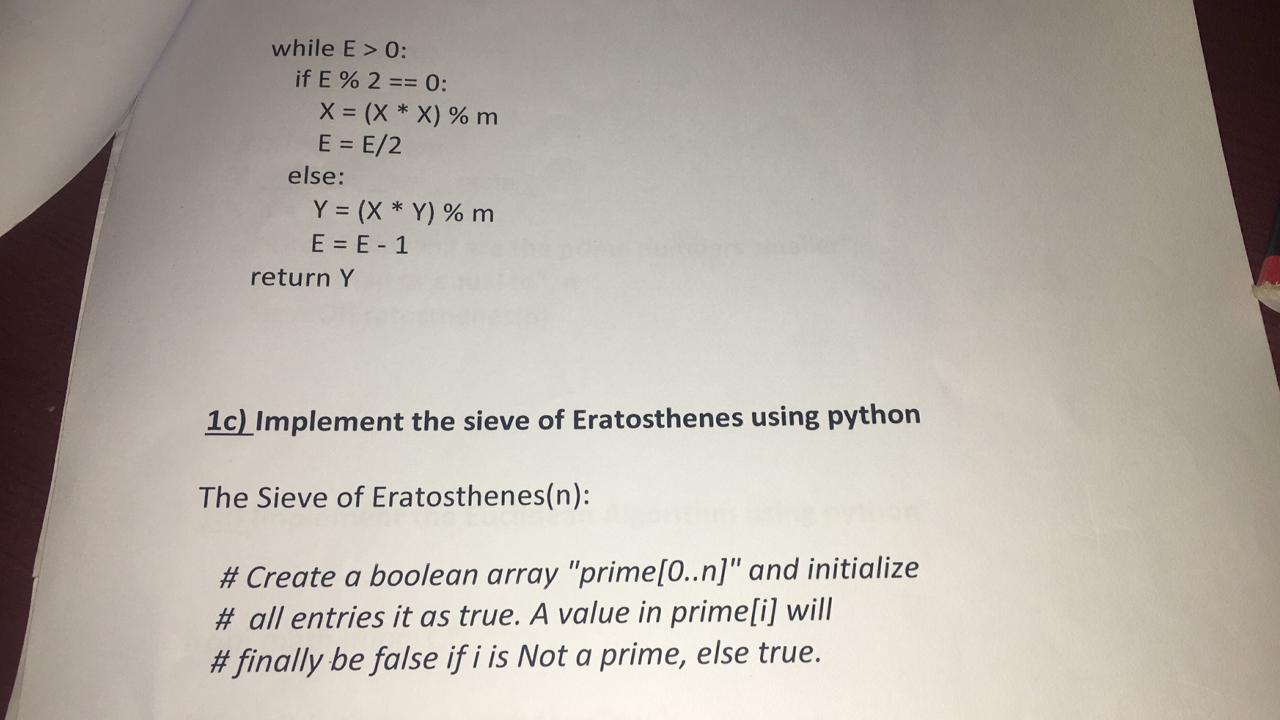 while E > 0:
if E % 2 == 0:
X = (X * X) % m
E = E/2
else:
Y = (X * Y) % m
E = E - 1
return Y
1c) Implement the sieve of Eratosthenes using python
The Sieve of Eratosthenes(n):
# Create a boolean array "prime[0..n]" and initialize
# all entries it as true. A value in prime[i] will
# finally be false if i is Not a prime, else true.